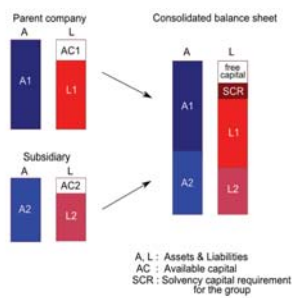 Parent company
A L
AC1
A1
L1
Subsidiary
A L
AC2
A2
L2
Consolidated balance sheet
A L
free
capital
SCR
A1
L1
A2
L2
A, L : Assets & Liabilities
AC : Available capital
SCR : Solvency capital requirement
for the group